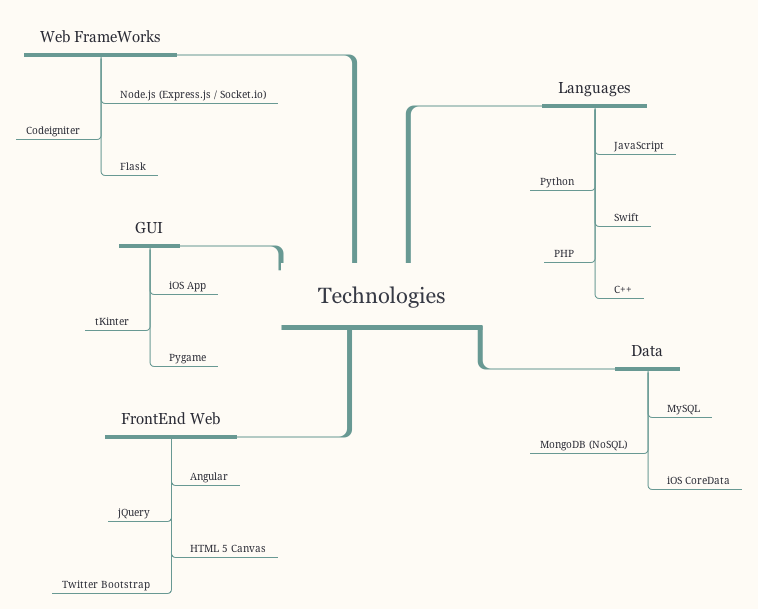 Web FrameWorks
Node.js (Express.js / Socket.io)
Codeigniter
Flask
Languages
JavaScript
Python
Swift
PHP
C++
GUI
iOS App
tKinter
Pygame
Technologies
Data
MySQL
MongoDB (NoSQL)
iOS CoreData
FrontEnd Web
Angular
jQuery
HTML 5 Canvas
Twitter Bootstrap